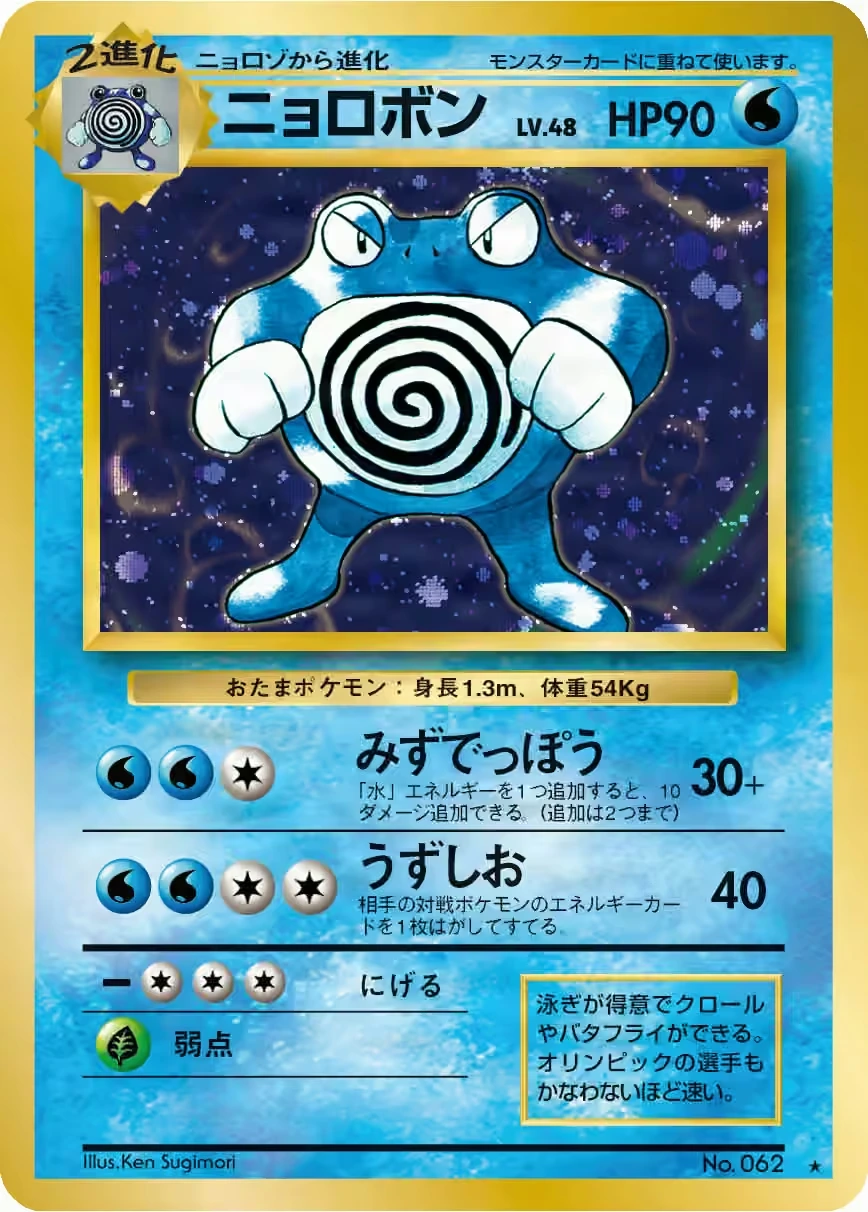 2進化 ニョロゾから進化 モンスターカードに重ねて使います。
ニョロボン LV.48 HP90
おたまポケモン：身長1.3m、体重54Kg
みずでっぽう 30+
「水」エネルギーを1つ追加すると、10
ダメージ追加できる。（追加は2つまで）
うずしお 40
相手の対戦ポケモンのエネルギーカー
ドを1枚はがしてすてる。
にげる
弱点
泳ぎが得意でクロール
やバタフライができる。
オリンピックの選手も
かなわないほど速い。
Illus.Ken Sugimori No.062 ★